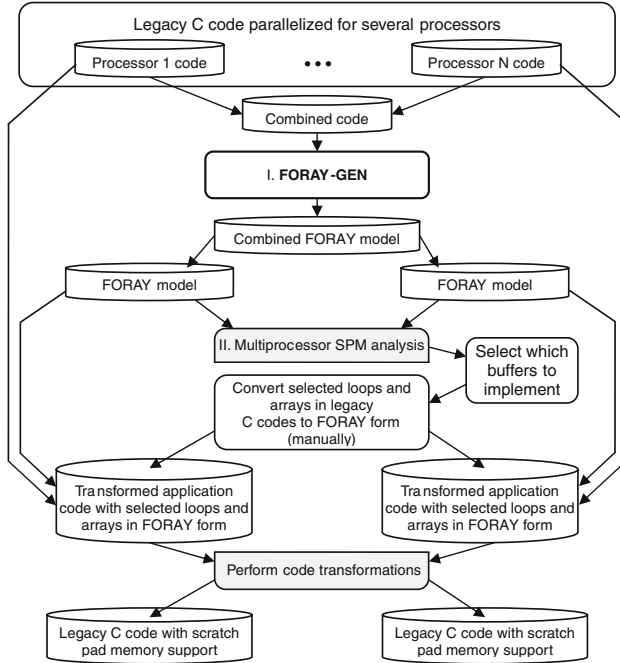 Legacy C code parallelized for several processors
Processor 1 code
•••
Processor N code
Combined code
I. FORAY-GEN
Combined FORAY model
FORAY model
FORAY model
II. Multiprocessor SPM analysis
Select which
buffers to
implement
Convert selected loops and
arrays in legacy
C codes to FORAY form
(manually)
Transformed application
code with selected loops and
arrays in FORAY form
Transformed application
code with selected loops and
arrays in FORAY form
Perform code transformations
Legacy C code with scratch
pad memory support
Legacy C code with scratch
pad memory support